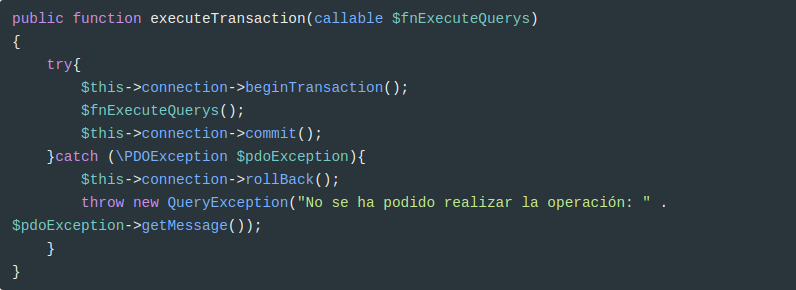 public function executeTransaction(callable $fnExecuteQuerys)
{
    try{
        $this->connection->beginTransaction();
        $fnExecuteQuerys();
        $this->connection->commit();
    }catch (\PDOException $pdoException){
        $this->connection->rollBack();
        throw new QueryException("No se ha podido realizar la operación: " .
$pdoException->getMessage());
    }
}